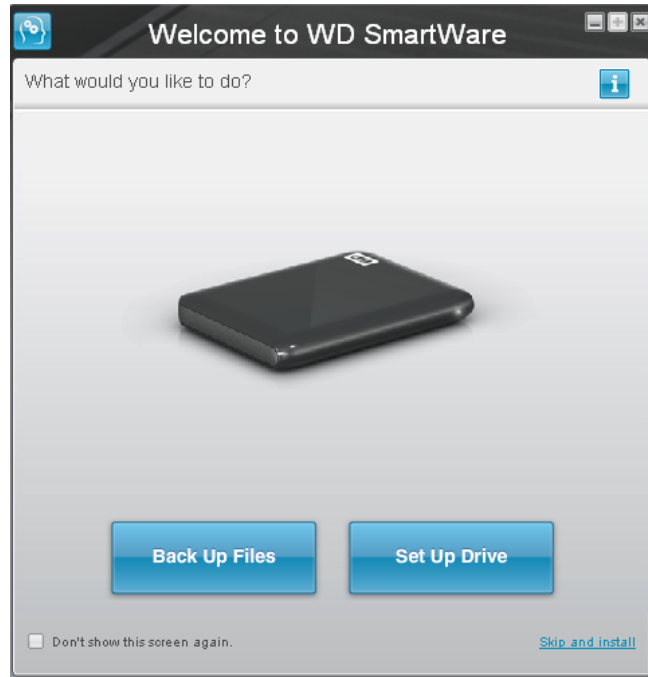 Welcome to WD SmartWare
What would you like to do?
i
Back Up Files
Set Up Drive
Don't show this screen again.
Skip and install